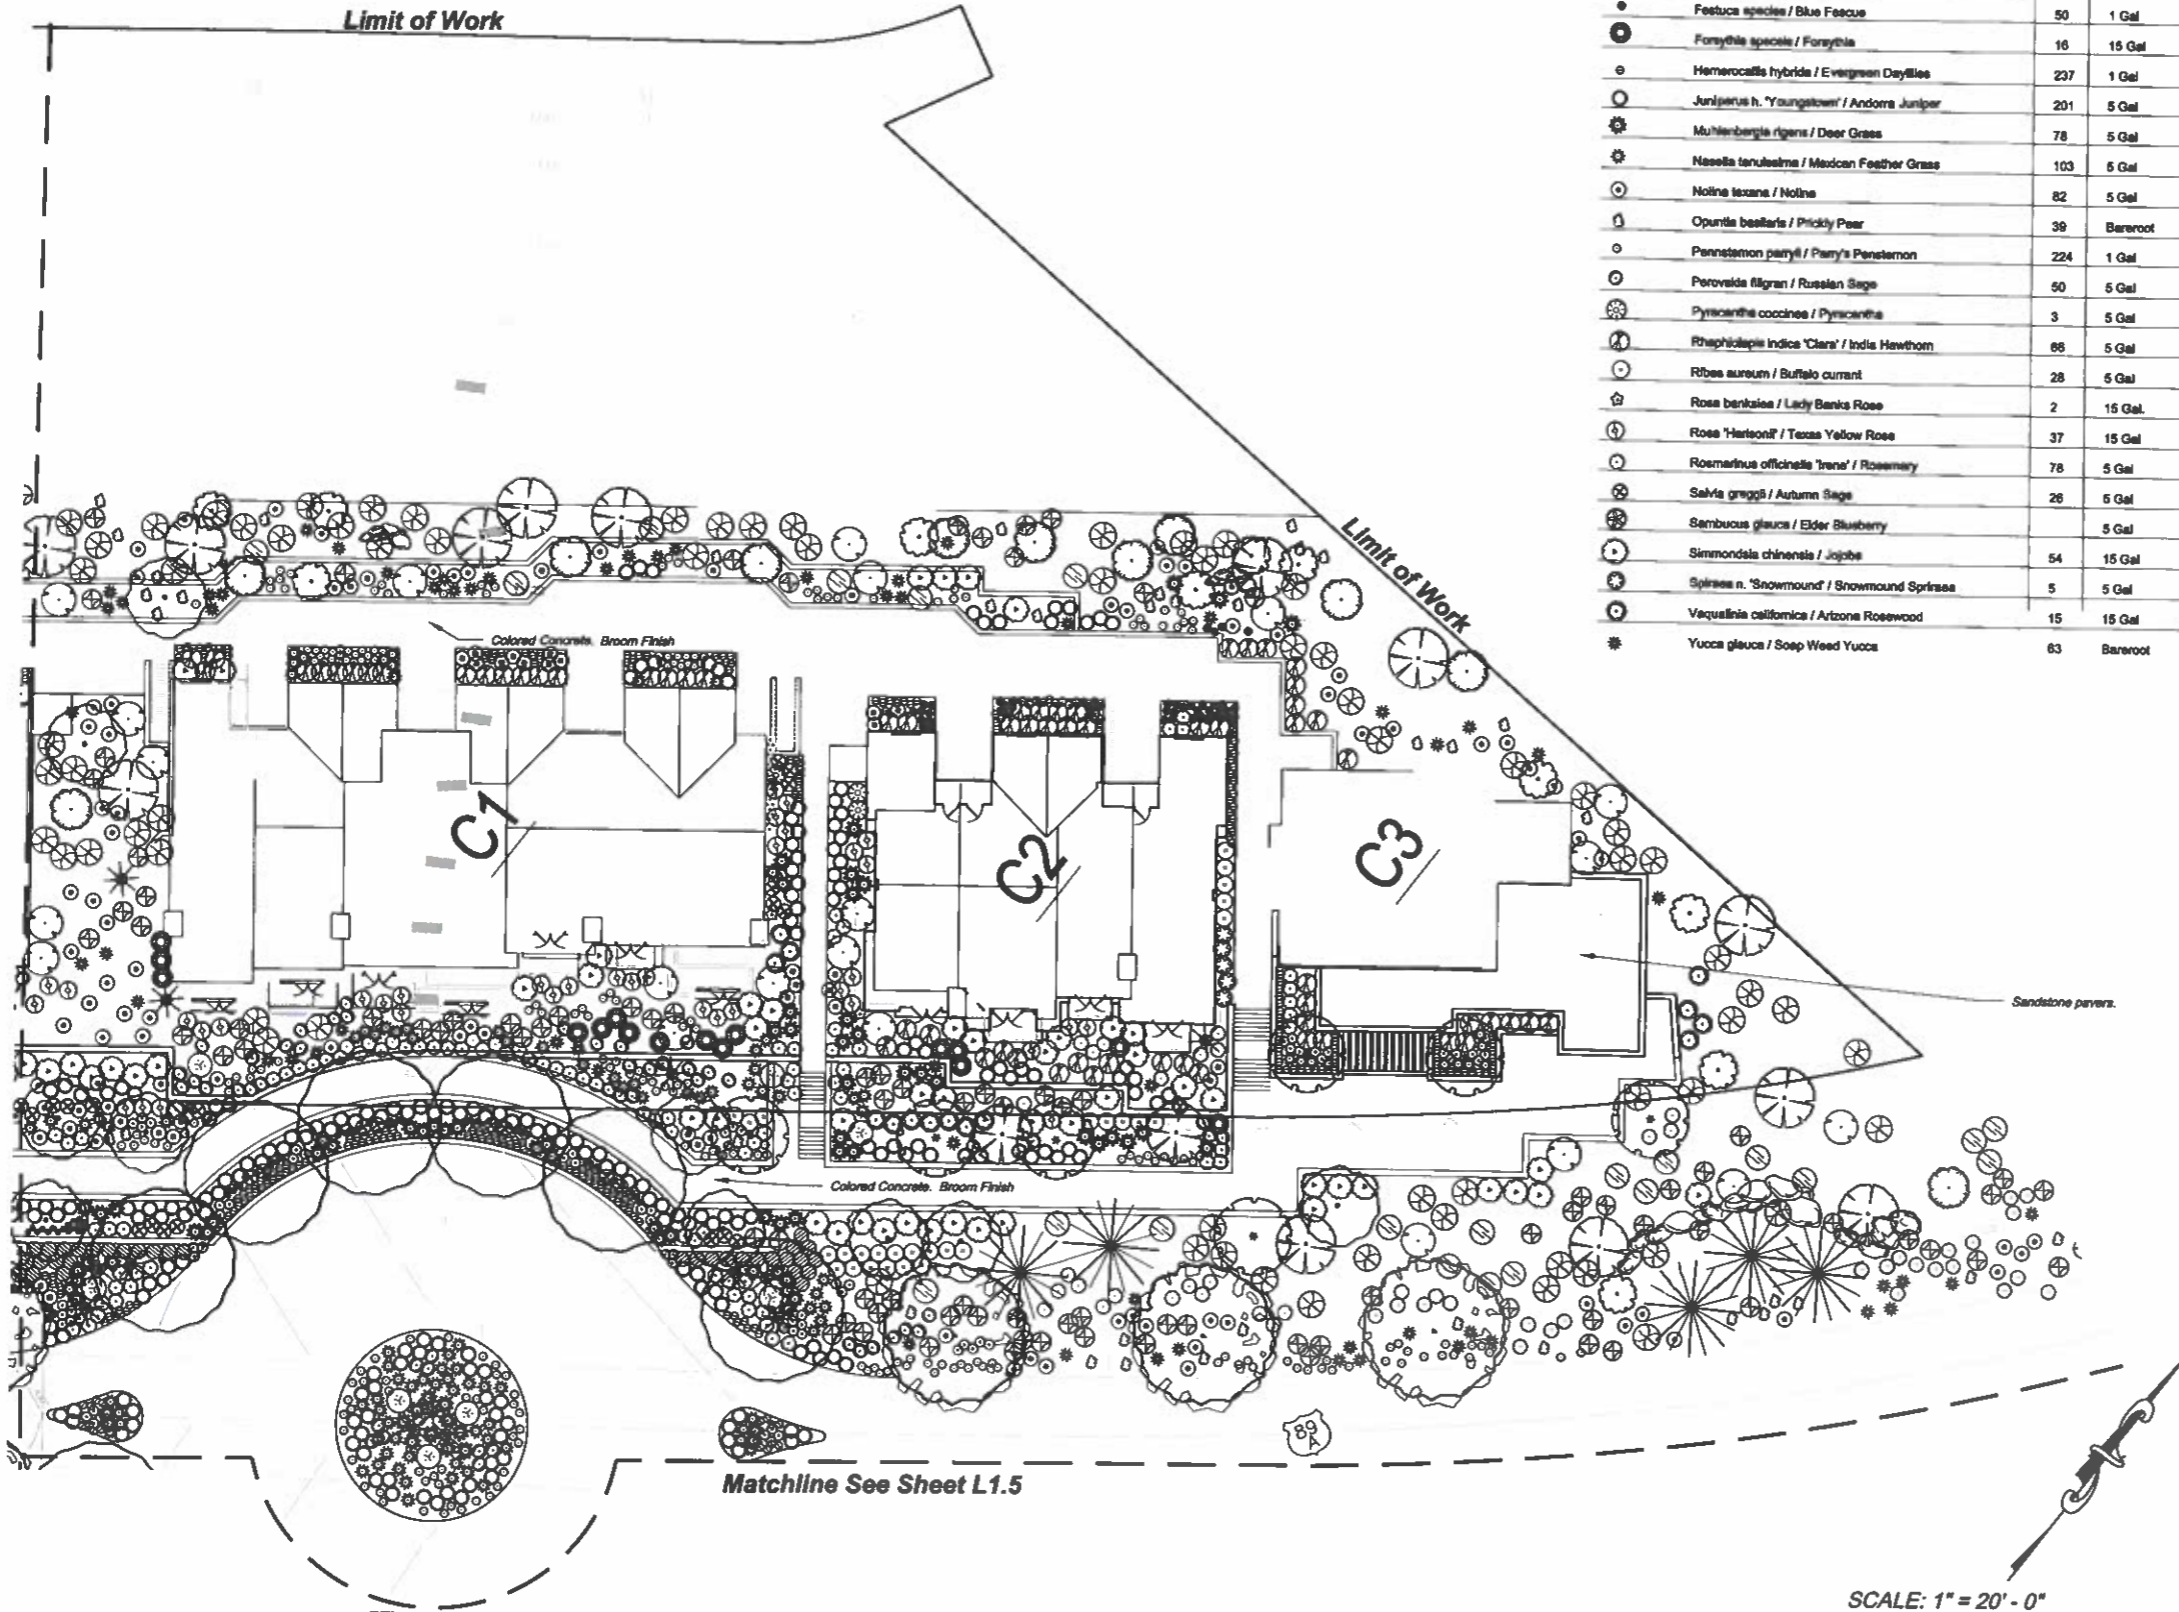 Limit of Work
Festuca species / Blue Fescue 50 1 Gal
Forsythia speceis / Forsythia 16 15 Gal
Hemerocallis hybrids / Evergreen Daylilies 237 1 Gal
Juniperus h. 'Youngstown' / Andorra Juniper 201 5 Gal
Muhlenbergia rigens / Deer Grass 78 5 Gal
Nasella tenuissima / Mexican Feather Grass 103 5 Gal
Nolina texana / Nolina 82 5 Gal
Opuntia basilaris / Prickly Pear 39 Bareroot
Pennstemon parryii / Parry's Penstemon 224 1 Gal
Perovskia filigran / Russian Sage 50 5 Gal
Pyracantha coccinea / Pyracantha 3 5 Gal
Rhaphiolepis indica 'Clara' / India Hawthorn 66 5 Gal
Ribes aureum / Buffalo currant 28 5 Gal
Rosa banksiea / Lady Banks Rose 2 15 Gal.
Rosa 'Harisonii' / Texas Yellow Rose 37 15 Gal
Rosmarinus officinalis 'Irene' / Rosemary 78 5 Gal
Salvia greggii / Autumn Sage 26 5 Gal
Sambucus glauca / Elder Blueberry 5 Gal
Simmondsia chinensis / Jojoba 54 15 Gal
Spiraea n. 'Snowmound' / Snowmound Spriraea 5 5 Gal
Vaqualinia californica / Arizona Rosewood 15 15 Gal
Yucca glauca / Soap Weed Yucca 63 Bareroot
Limit of Work
Colored Concrete. Broom Finish
C1
C2
C3
Sandstone pavers.
Colored Concrete. Broom Finish
89
A
Matchline See Sheet L1.5
SCALE: 1" = 20' - 0"